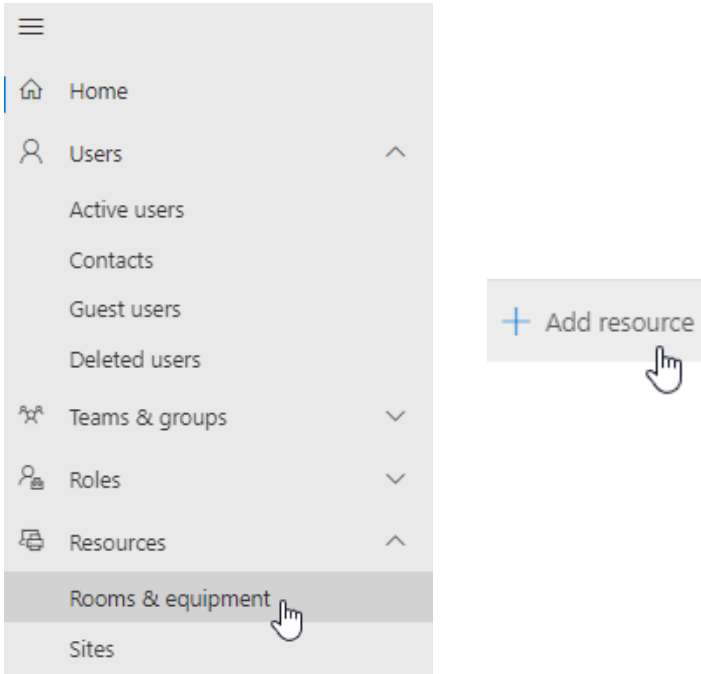 Home
Users
Active users
Contacts
Guest users
Deleted users
Teams & groups
Roles
Resources
Rooms & equipment
Sites
Add resource